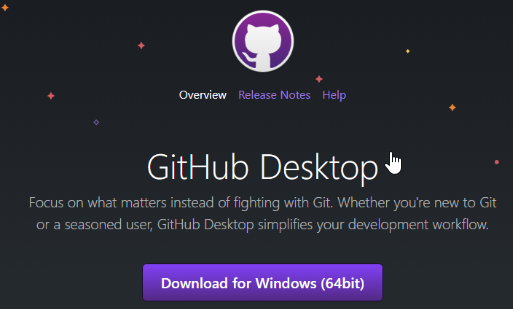 Overview Release Notes Help
GitHub Desktop
Focus on what matters instead of fighting with Git. Whether you're new to Git
or a seasoned user, GitHub Desktop simplifies your development workflow.
Download for Windows (64bit)